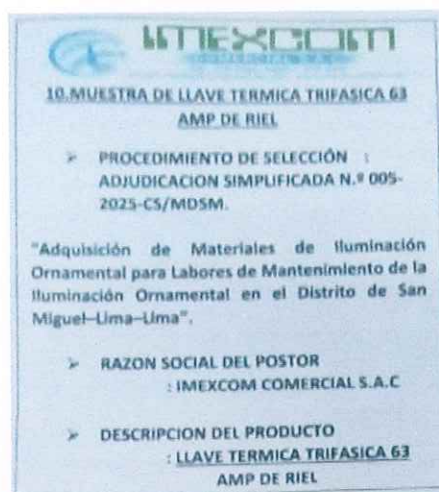 IMEXCOM
COMERCIAL S.A.C
10.MUESTRA DE LLAVE TERMICA TRIFASICA 63
AMP DE RIEL
➢ PROCEDIMIENTO DE SELECCIÓN :
ADJUDICACION SIMPLIFICADA N.º 005-
2025-CS/MDSM.
"Adquisición de Materiales de Iluminación
Ornamental para Labores de Mantenimiento de la
Iluminación Ornamental en el Distrito de San
Miguel–Lima–Lima".
➢ RAZON SOCIAL DEL POSTOR
: IMEXCOM COMERCIAL S.A.C
➢ DESCRIPCION DEL PRODUCTO
: LLAVE TERMICA TRIFASICA 63
AMP DE RIEL